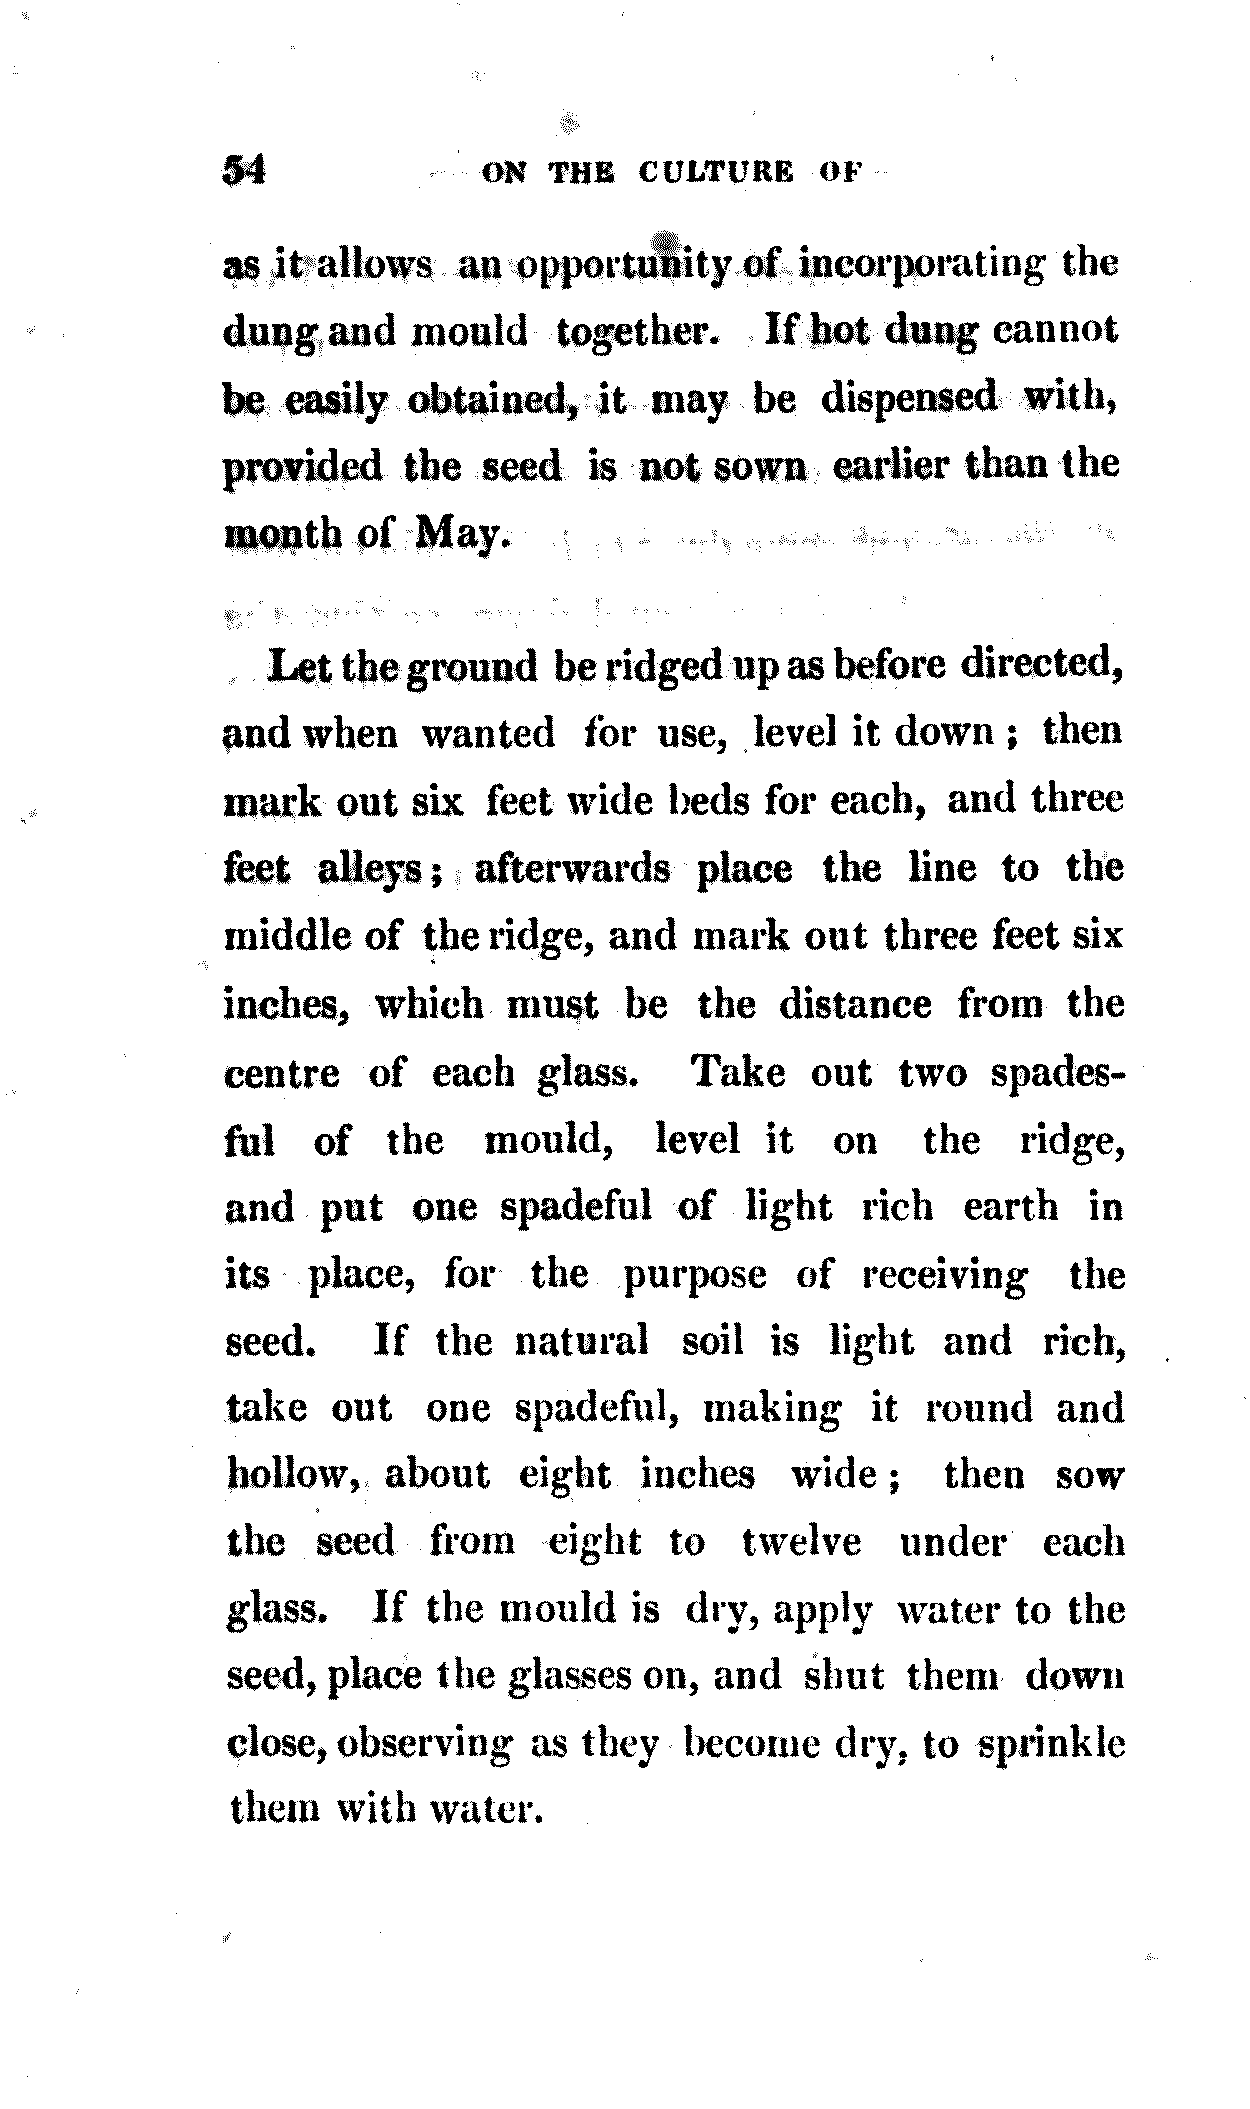 54 ON THE CULTURE OF
as it allows an opportunity of incorporating the
dung and mould together. If hot dung cannot
be easily obtained, it may be dispensed with,
provided the seed is not sown earlier than the
month of May.
Let the ground be ridged up as before directed,
and when wanted for use, level it down ; then
mark out six feet wide beds for each, and three
feet alleys ; afterwards place the line to the
middle of the ridge, and mark out three feet six
inches, which must be the distance from the
centre of each glass. Take out two spades-
ful of the mould, level it on the ridge,
and put one spadeful of light rich earth in
its place, for the purpose of receiving the
seed. If the natural soil is light and rich,
take out one spadeful, making it round and
hollow, about eight inches wide ; then sow
the seed from eight to twelve under each
glass. If the mould is dry, apply water to the
seed, place the glasses on, and shut them down
close, observing as they become dry, to sprinkle
them with water.